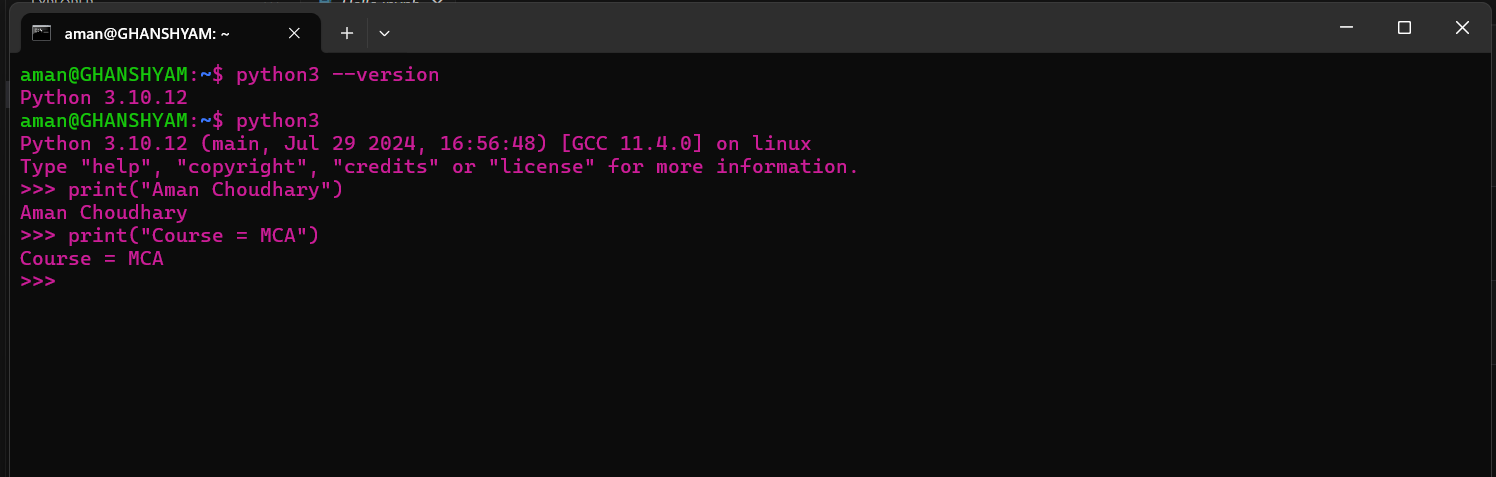 aman@GHANSHYAM: ~
aman@GHANSHYAM:~$ python3 --version
Python 3.10.12
aman@GHANSHYAM:~$ python3
Python 3.10.12 (main, Jul 29 2024, 16:56:48) [GCC 11.4.0] on linux
Type "help", "copyright", "credits" or "license" for more information.
>>> print("Aman Choudhary")
Aman Choudhary
>>> print("Course = MCA")
Course = MCA
>>>